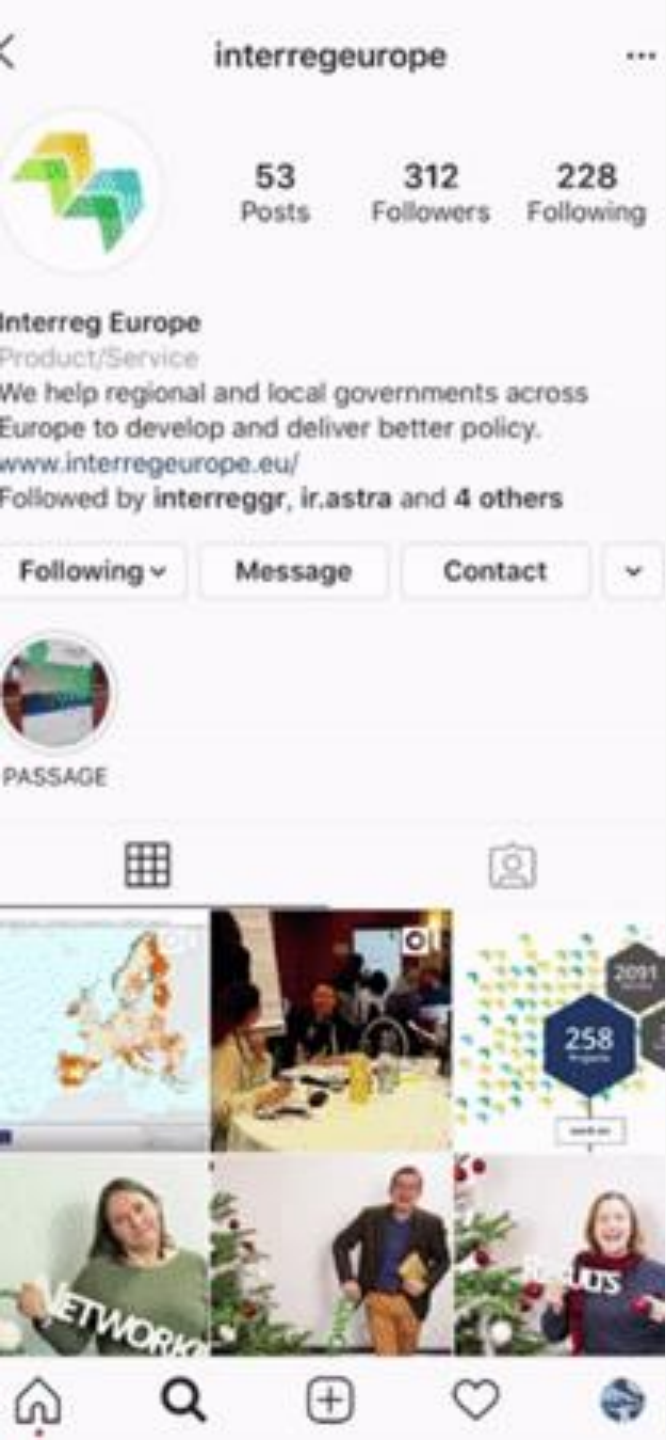 interregeurope
53 312 228
Posts Followers Following
Interreg Europe
Product/Service
We help regional and local governments across
Europe to develop and deliver better policy.
www.interregeurope.eu/
Followed by interreggr, ir.astra and 4 others
Following Message Contact
PASSAGE
2091
258
Projects
NETWORK